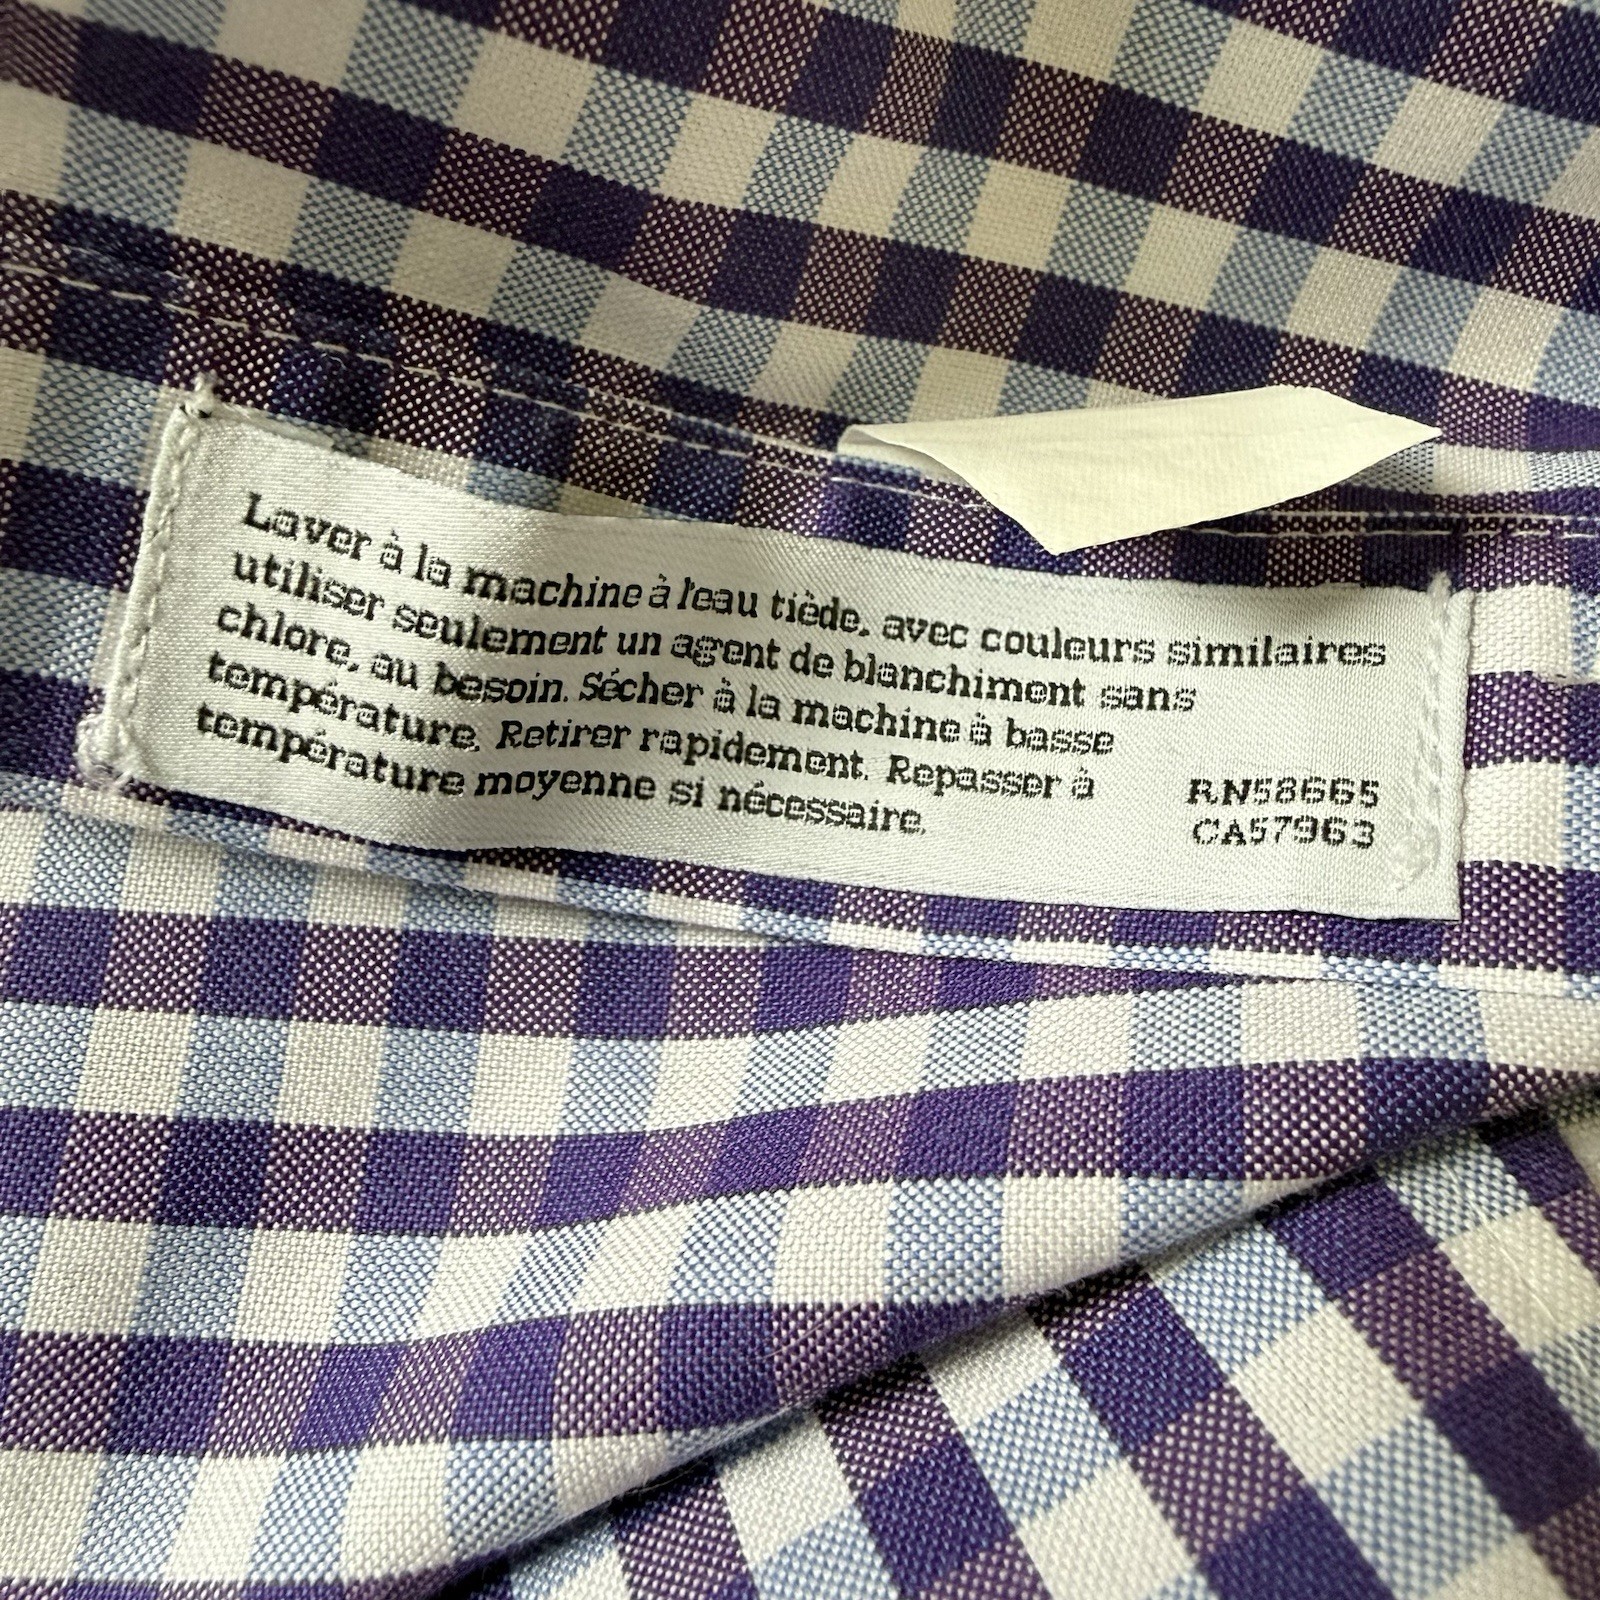 Laver à la machine à l'eau tiède, avec couleurs similaires
utiliser seulement un agent de blanchiment sans
chlore, au besoin. Sécher à la machine à basse
température. Retirer rapidement. Repasser à
température moyenne si nécessaire.
RN58665
CA57963